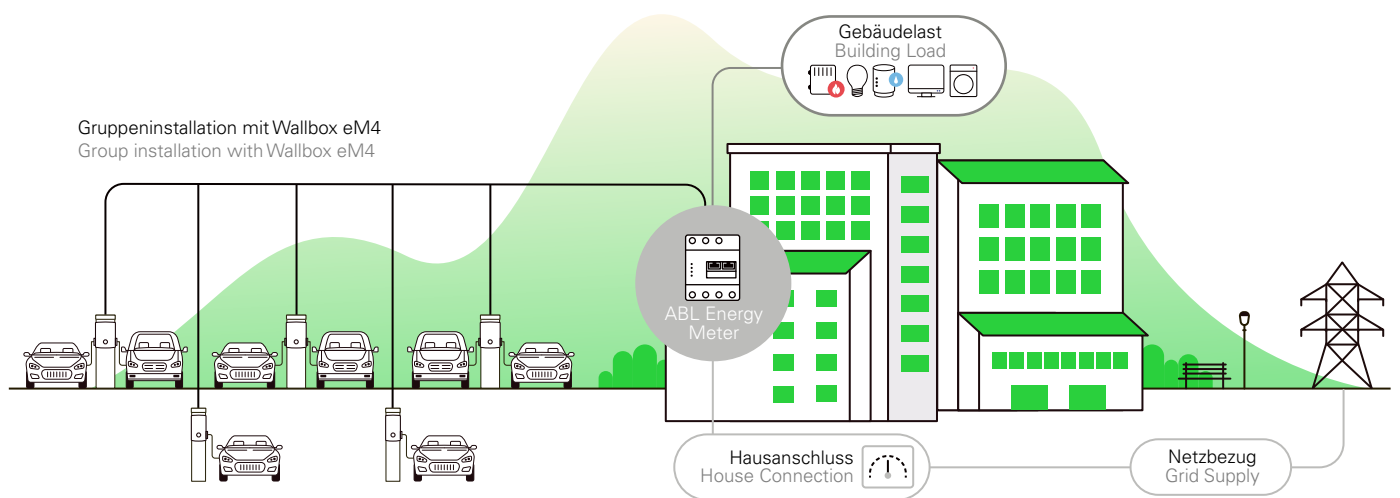 Gebäudelast
Building Load
Gruppeninstallation mit Wallbox eM4
Group installation with Wallbox eM4
ABL Energy
Meter
Hausanschluss
House Connection
Netzbezug
Grid Supply